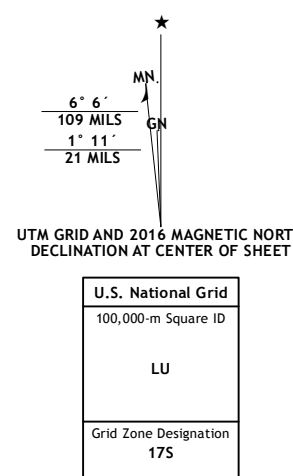 MN.
GN
6° 6´
109 MILS
1° 11´
21 MILS
UTM GRID AND 2016 MAGNETIC NORT
DECLINATION AT CENTER OF SHEET
U.S. National Grid
100,000-m Square ID
LU
Grid Zone Designation
17S